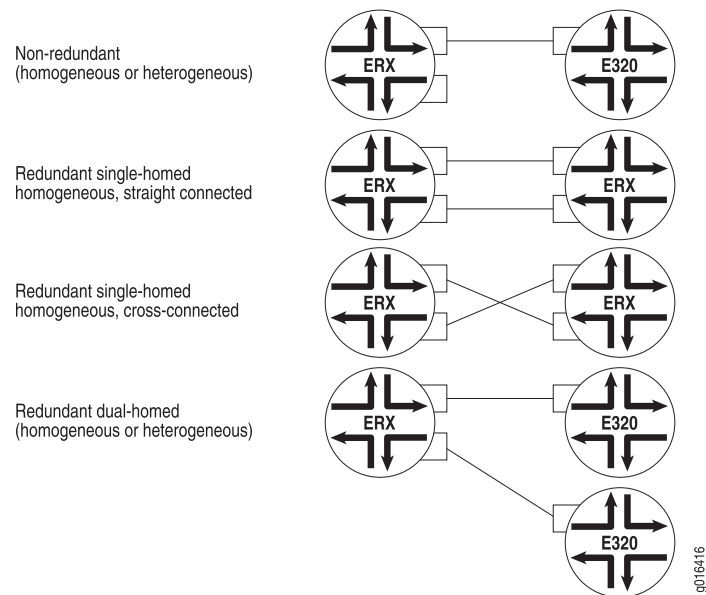 Non-redundant
(homogeneous or heterogeneous)
ERX
E320
Redundant single-homed
homogeneous, straight connected
ERX
ERX
Redundant single-homed
homogeneous, cross-connected
ERX
ERX
Redundant dual-homed
(homogeneous or heterogeneous)
ERX
E320
E320
g016416